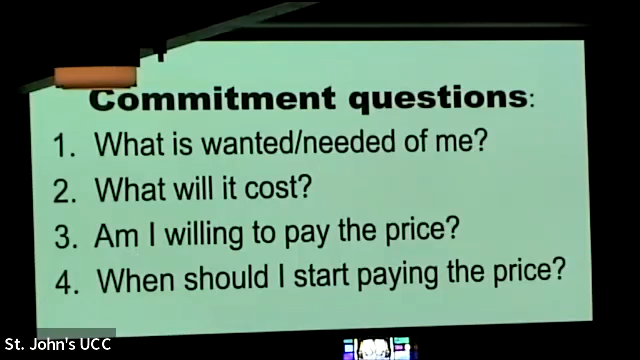 Commitment questions:
1. What is wanted/needed of me?
2. What will it cost?
3. Am I willing to pay the price?
4. When should I start paying the price?
St. John's UCC